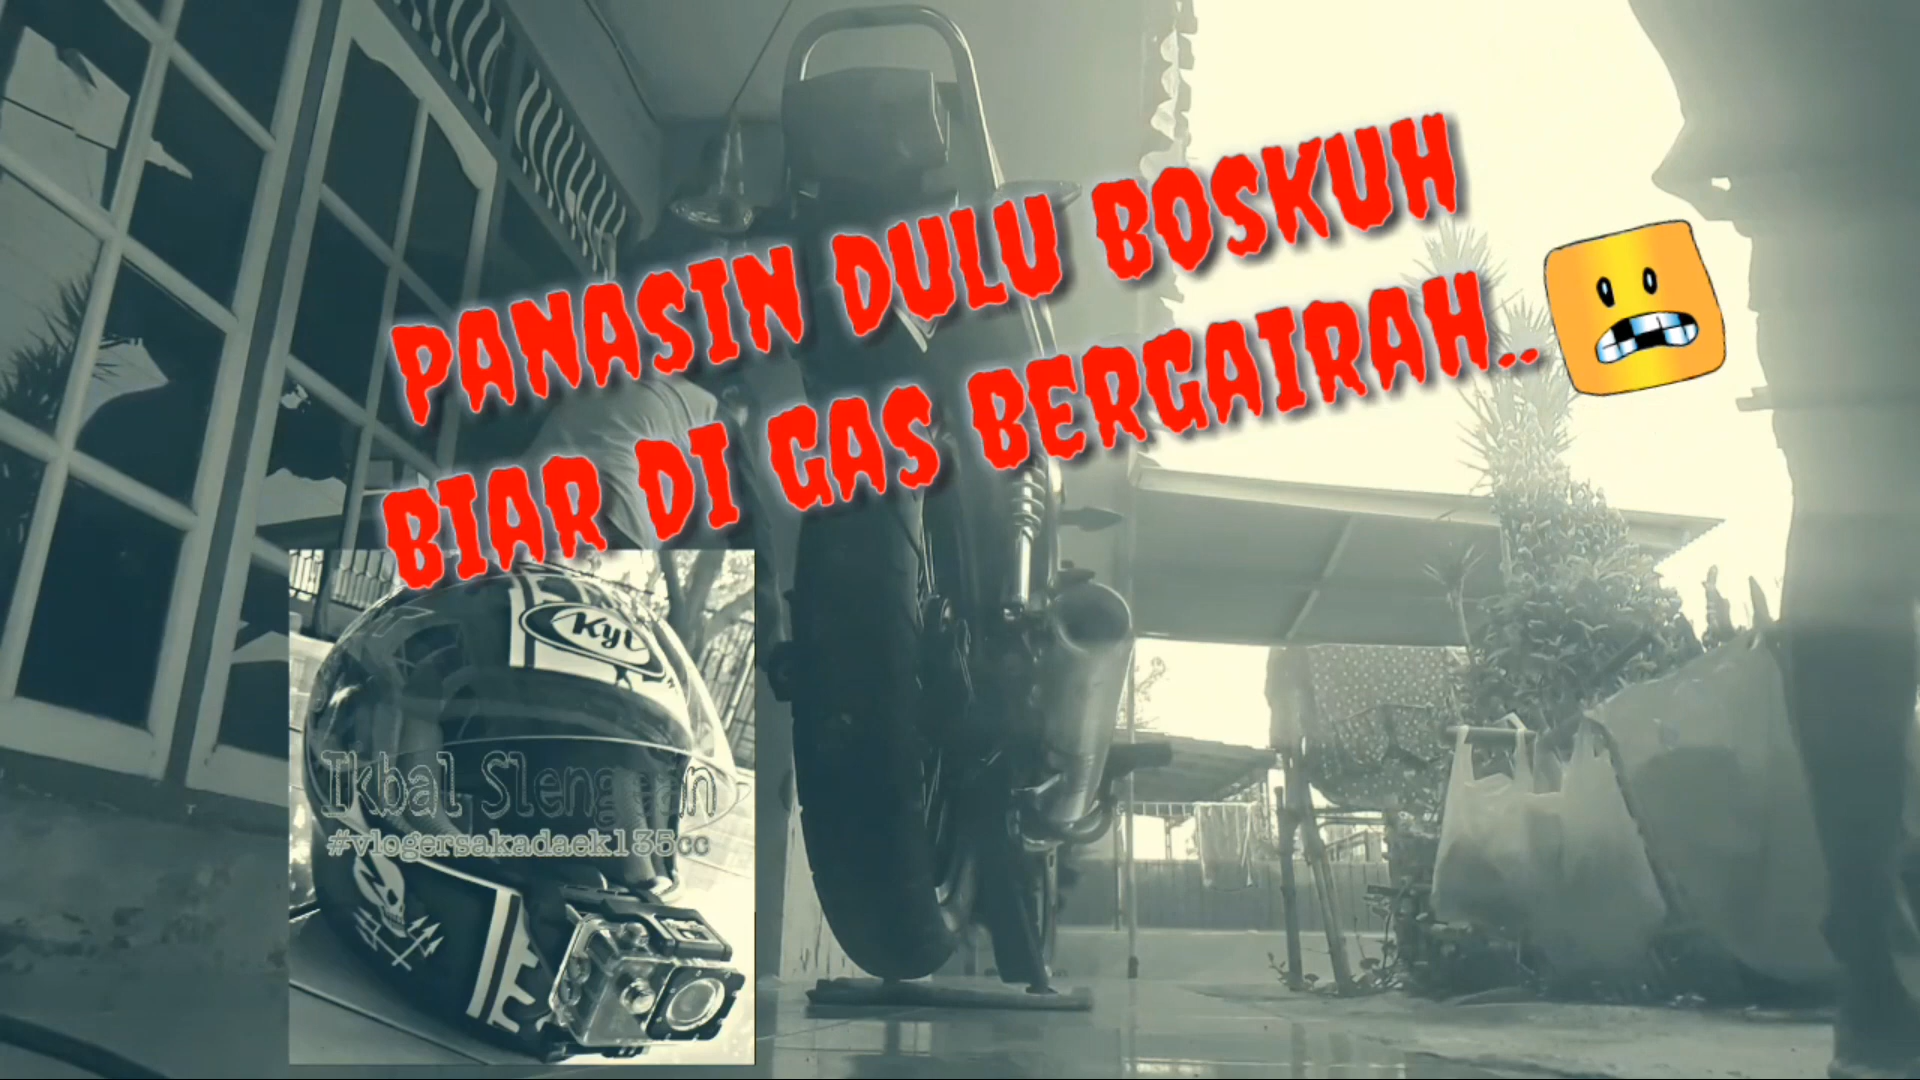 PANASIN DULU BOSKUH
BIAR DI GAS BERGAIRAH..
Kyt
Ikbal Slengean
#vlogersakadaek135cc